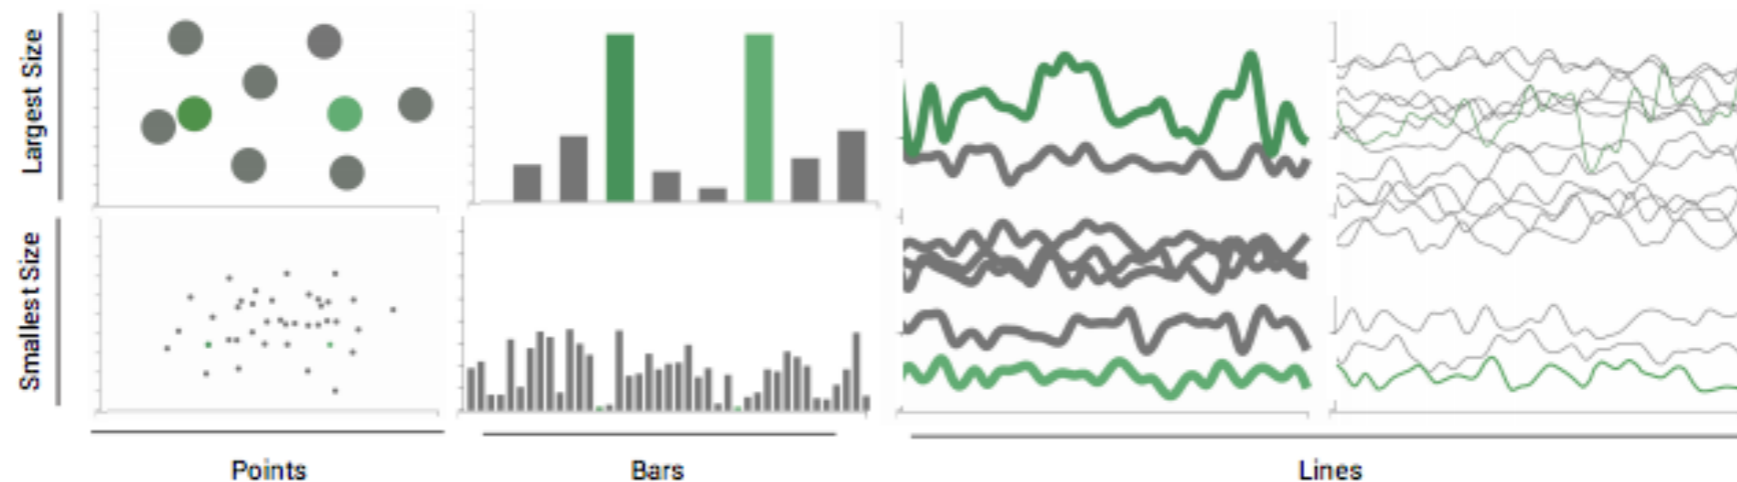 Largest Size
Smallest Size
Points
Bars
Lines